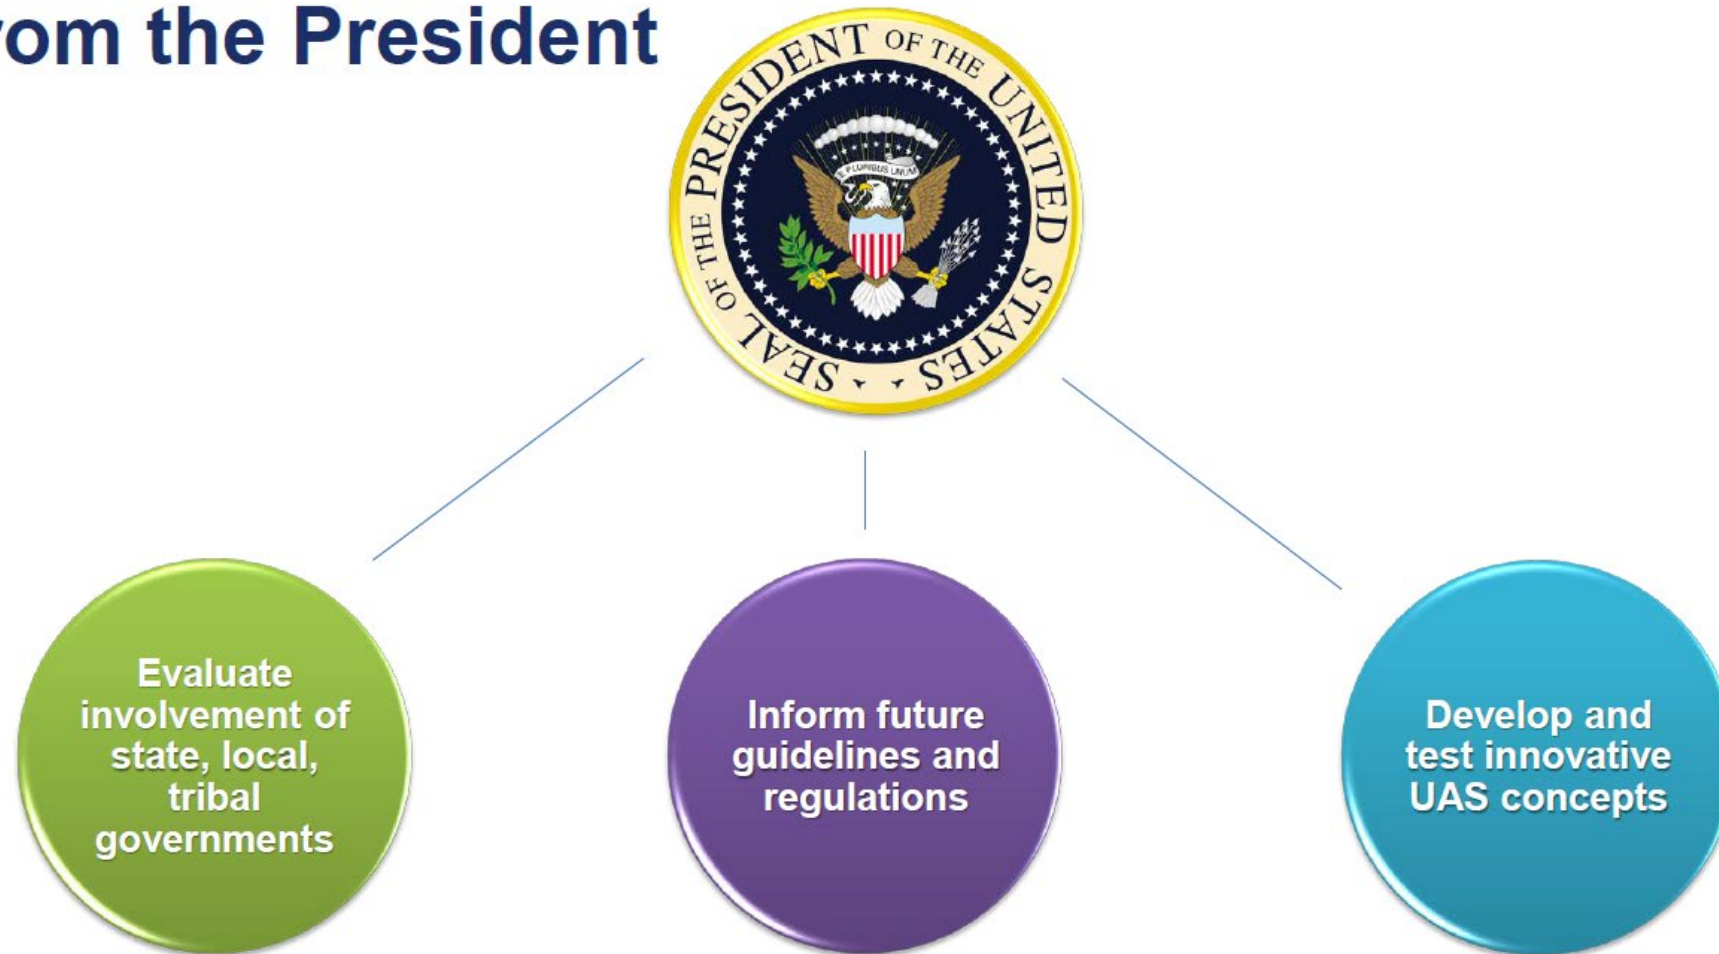 rom the President
SEAL OF THE PRESIDENT OF THE UNITED STATES
E PLURIBUS UNUM
Evaluate
involvement of
state, local,
tribal
governments
Inform future
guidelines and
regulations
Develop and
test innovative
UAS concepts